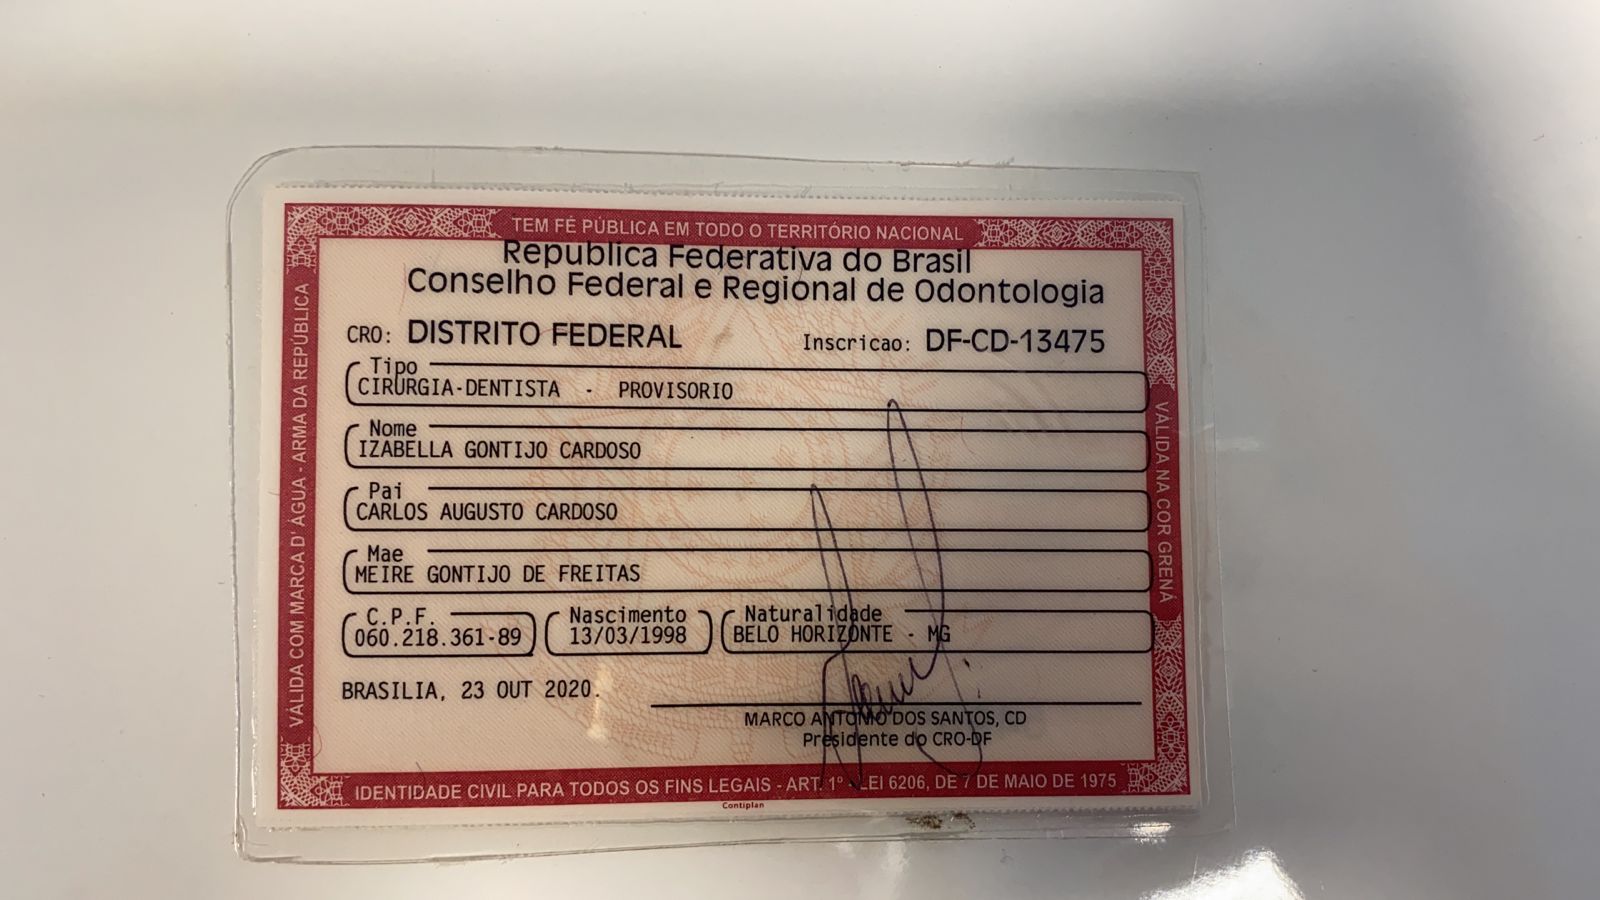 TEM FÉ PÚBLICA EM TODO O TERRITÓRIO NACIONAL
Republica Federativa do Brasil
Conselho Federal e Regional de Odontologia
CRO: DISTRITO FEDERAL
Inscricao: DF-CD-13475
Tipo
CIRURGIA-DENTISTA - PROVISORIO
Nome
IZABELLA GONTIJO CARDOSO
Pai
CARLOS AUGUSTO CARDOSO
Mae
MEIRE GONTIJO DE FREITAS
C.P.F.
060.218.361-89
Nascimento
13/03/1998
Naturalidade
BELO HORIZONTE - MG
BRASILIA, 23 OUT 2020.
MARCO ANTONIO DOS SANTOS, CD
Presidente do CRO-DF
IDENTIDADE CIVIL PARA TODOS OS FINS LEGAIS - ART. 1º - LEI 6206, DE 7 DE MAIO DE 1975
Contiplan
VÁLIDA COM MARCA D' ÁGUA - ARMA DA REPÚBLICA
VÁLIDA NA COR GRENÁ